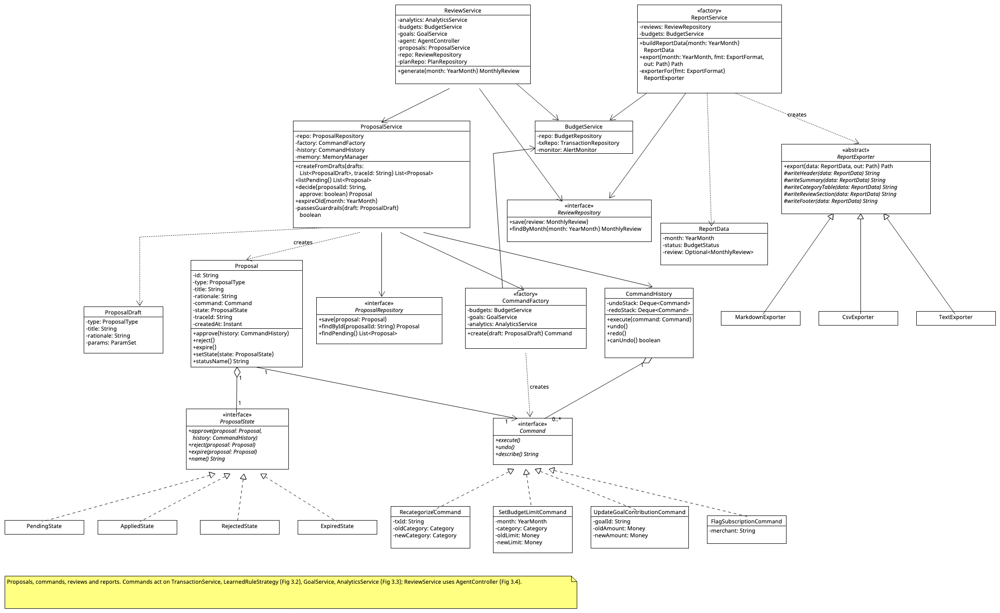 ReviewService
-analytics: AnalyticsService
-budgets: BudgetService
-goals: GoalService
-agent: AgentController
-proposals: ProposalService
-repo: ReviewRepository
-planRepo: PlanRepository
+generate(month: YearMonth) MonthlyReview
«factory»
ReportService
-reviews: ReviewRepository
-budgets: BudgetService
+buildReportData(month: YearMonth)
ReportData
+export(month: YearMonth, fmt: ExportFormat,
out: Path) Path
-exporterFor(fmt: ExportFormat)
ReportExporter
creates
ProposalService
-repo: ProposalRepository
-factory: CommandFactory
-history: CommandHistory
-memory: MemoryManager
+createFromDrafts(drafts:
List<ProposalDraft>, traceId: String) List<Proposal>
+listPending() List<Proposal>
+decide(proposalId: String,
approve: boolean) Proposal
+expireOld(month: YearMonth)
-passesGuardrails(draft: ProposalDraft)
boolean
BudgetService
-repo: BudgetRepository
-txRepo: TransactionRepository
-monitor: AlertMonitor
«abstract»
ReportExporter
+export(data: ReportData, out: Path) Path
#writeHeader(data: ReportData) String
#writeSummary(data: ReportData) String
#writeCategoryTable(data: ReportData) String
#writeReviewSection(data: ReportData) String
#writeFooter(data: ReportData) String
«interface»
ReviewRepository
+save(review: MonthlyReview)
+findByMonth(month: YearMonth) MonthlyReview
ReportData
-month: YearMonth
-status: BudgetStatus
-review: Optional<MonthlyReview>
creates
ProposalDraft
-type: ProposalType
-title: String
-rationale: String
-params: ParamSet
Proposal
-id: String
-type: ProposalType
-title: String
-rationale: String
-command: Command
-state: ProposalState
-traceId: String
-createdAt: Instant
+approve(history: CommandHistory)
+reject()
+expire()
+setState(state: ProposalState)
+statusName() String
«interface»
ProposalRepository
+save(proposal: Proposal)
+findById(proposalId: String) Proposal
+findPending() List<Proposal>
«factory»
CommandFactory
-budgets: BudgetService
-goals: GoalService
-analytics: AnalyticsService
+create(draft: ProposalDraft) Command
CommandHistory
-undoStack: Deque<Command>
-redoStack: Deque<Command>
+execute(command: Command)
+undo()
+redo()
+canUndo() boolean
MarkdownExporter
CsvExporter
TextExporter
1
1
1
creates
1
1
0..*
«interface»
ProposalState
+approve(proposal: Proposal,
history: CommandHistory)
+reject(proposal: Proposal)
+expire(proposal: Proposal)
+name() String
«interface»
Command
+execute()
+undo()
+describe() String
PendingState
AppliedState
RejectedState
ExpiredState
RecategorizeCommand
-txId: String
-oldCategory: Category
-newCategory: Category
SetBudgetLimitCommand
-month: YearMonth
-category: Category
-oldLimit: Money
-newLimit: Money
UpdateGoalContributionCommand
-goalId: String
-oldAmount: Money
-newAmount: Money
FlagSubscriptionCommand
-merchant: String
Proposals, commands, reviews and reports. Commands act on TransactionService, LearnedRuleStrategy (Fig 3.2), GoalService, AnalyticsService (Fig 3.3); ReviewService uses AgentController (Fig 3.4).